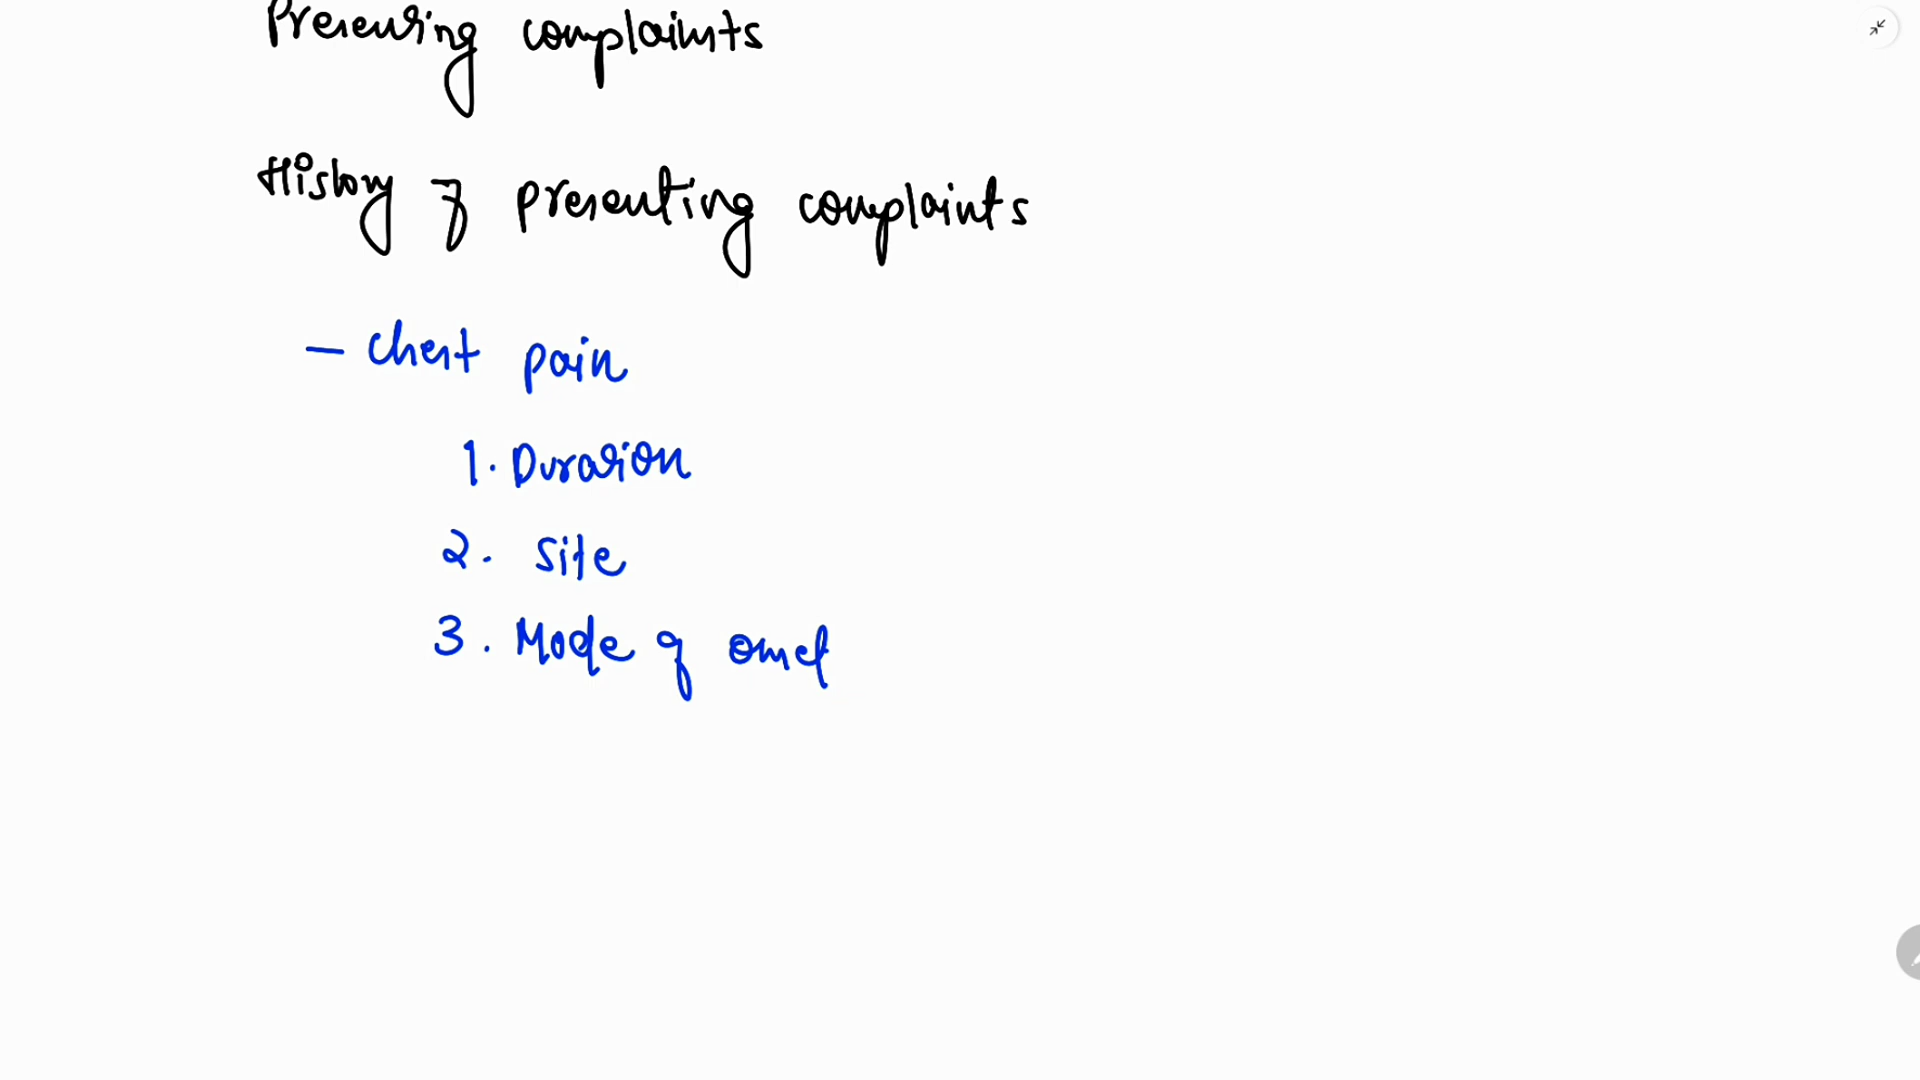 Presenting complaints
History of presenting complaints
- Chest pain
1. Duration
2. Site
3. Mode of onset